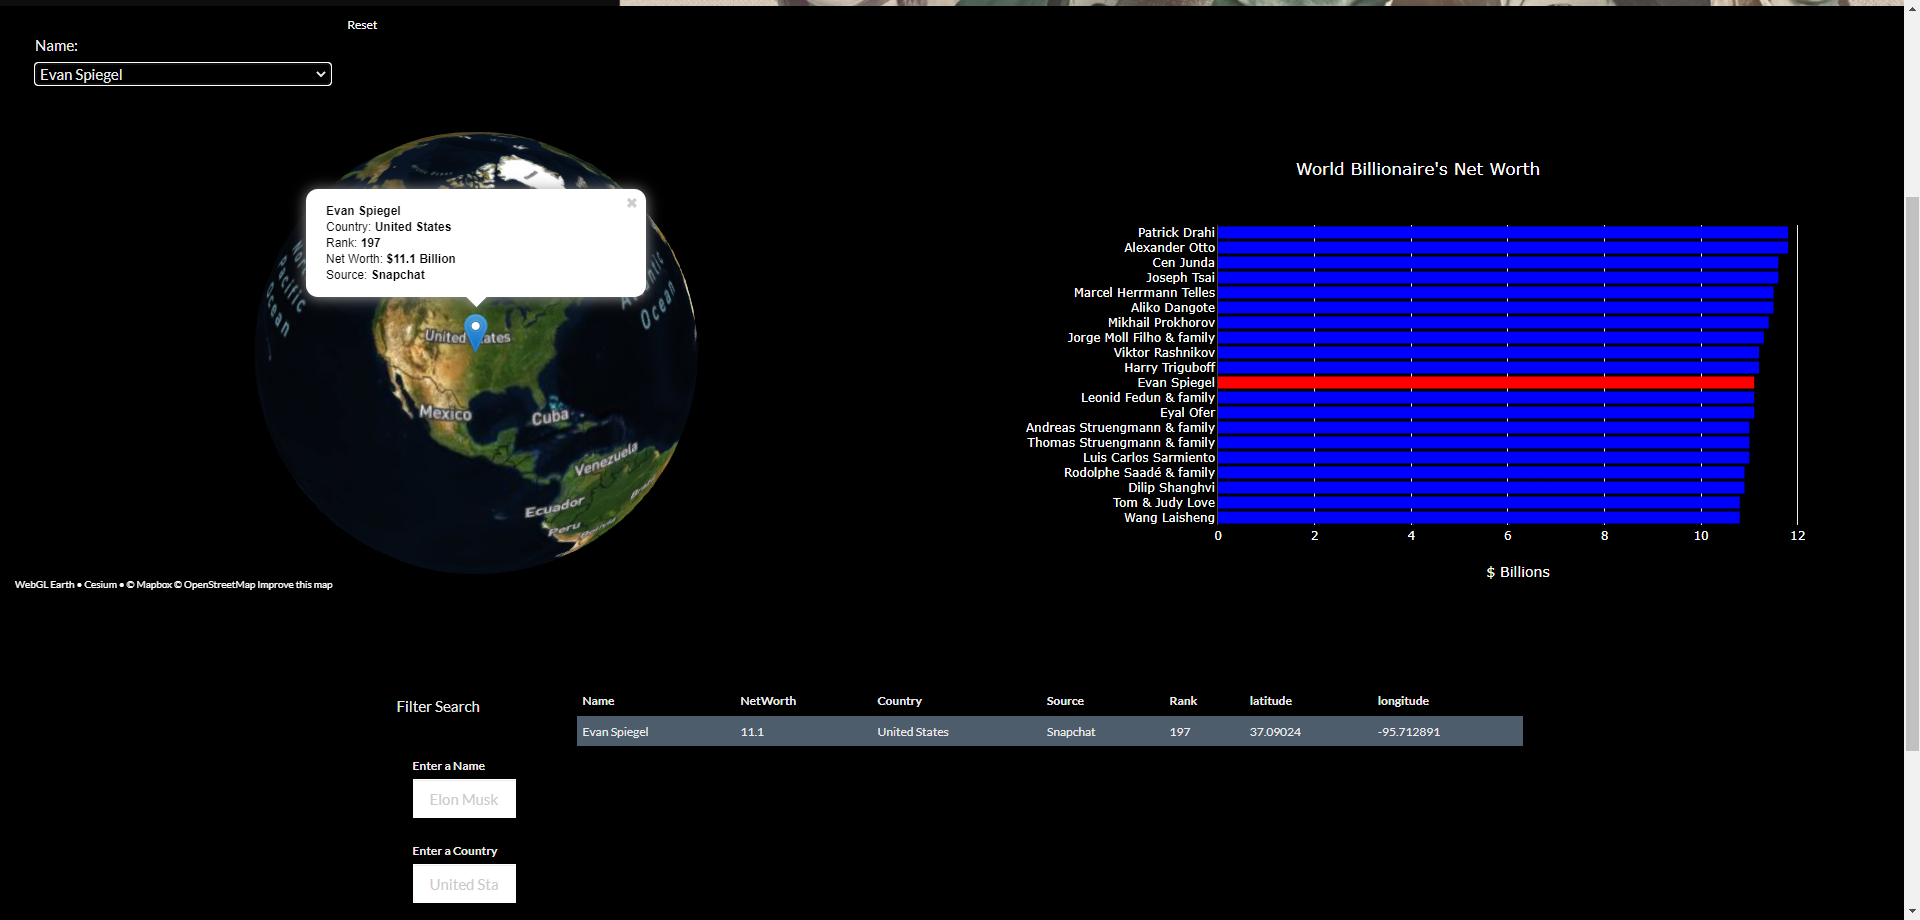 Reset
Name:
Evan Spiegel
Evan Spiegel
Country: United States
Rank: 197
Net Worth: $11.1 Billion
Source: Snapchat
Pacific
Ocean
Ocean
United States
Mexico
Cuba
Venezuela
Ecuador
Peru
Bolivia
WebGL Earth • Cesium • © Mapbox © OpenStreetMap Improve this map
World Billionaire's Net Worth
Patrick Drahi
Alexander Otto
Cen Junda
Joseph Tsai
Marcel Herrmann Telles
Aliko Dangote
Mikhail Prokhorov
Jorge Moll Filho & family
Viktor Rashnikov
Harry Triguboff
Evan Spiegel
Leonid Fedun & family
Eyal Ofer
Andreas Struengmann & family
Thomas Struengmann & family
Luis Carlos Sarmiento
Rodolphe Saadé & family
Dilip Shanghvi
Tom & Judy Love
Wang Laisheng
0 2 4 6 8 10 12
$ Billions
Filter Search
Enter a Name
Elon Musk
Enter a Country
United Sta
Name NetWorth Country Source Rank latitude longitude
Evan Spiegel 11.1 United States Snapchat 197 37.09024 -95.712891